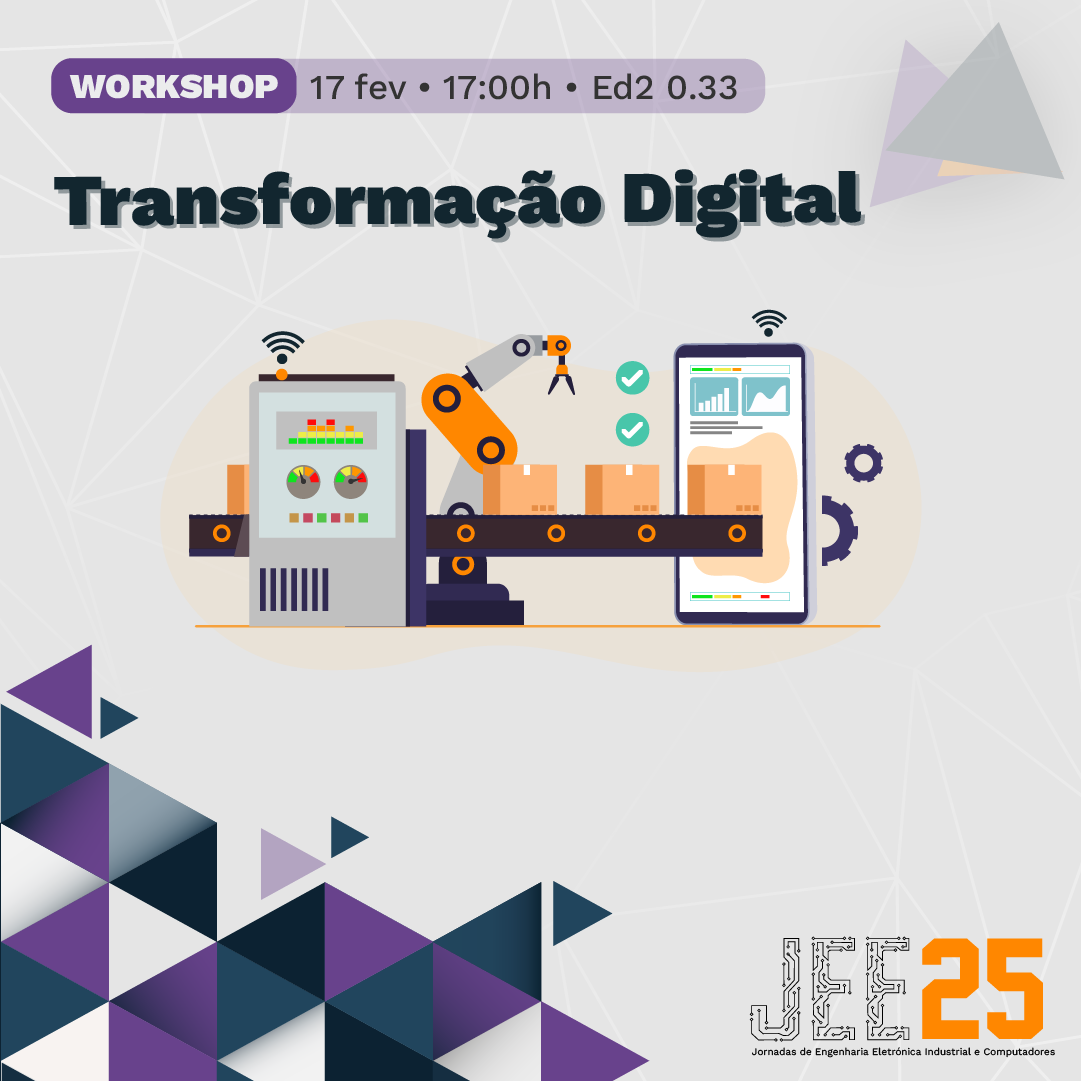 WORKSHOP 17 fev • 17:00h • Ed2 0.33
Transformação Digital
JEE25
Jornadas de Engenharia Eletrónica Industrial e Computadores